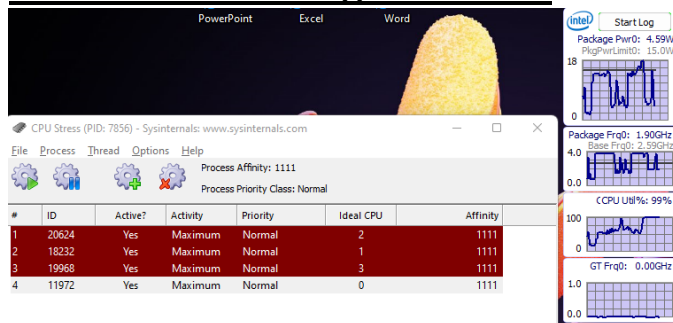 PowerPoint Excel Word
intel Start Log
Package Pwr0: 4.59W
PkgPwrLimit0: 15.0W
18
0
CPU Stress (PID: 7856) - Sysinternals: www.sysinternals.com
File Process Thread Options Help
Process Affinity: 1111
Process Priority Class: Normal
# ID Active? Activity Priority Ideal CPU Affinity
1 20624 Yes Maximum Normal 2 1111
2 18232 Yes Maximum Normal 1 1111
3 19968 Yes Maximum Normal 3 1111
4 11972 Yes Maximum Normal 0 1111
Package Frq0: 1.90GHz
Base Frq0: 2.59GHz
4.0
0.0
CCPU Util%: 99%
100
0
GT Frq0: 0.00GHz
1.0
0.0